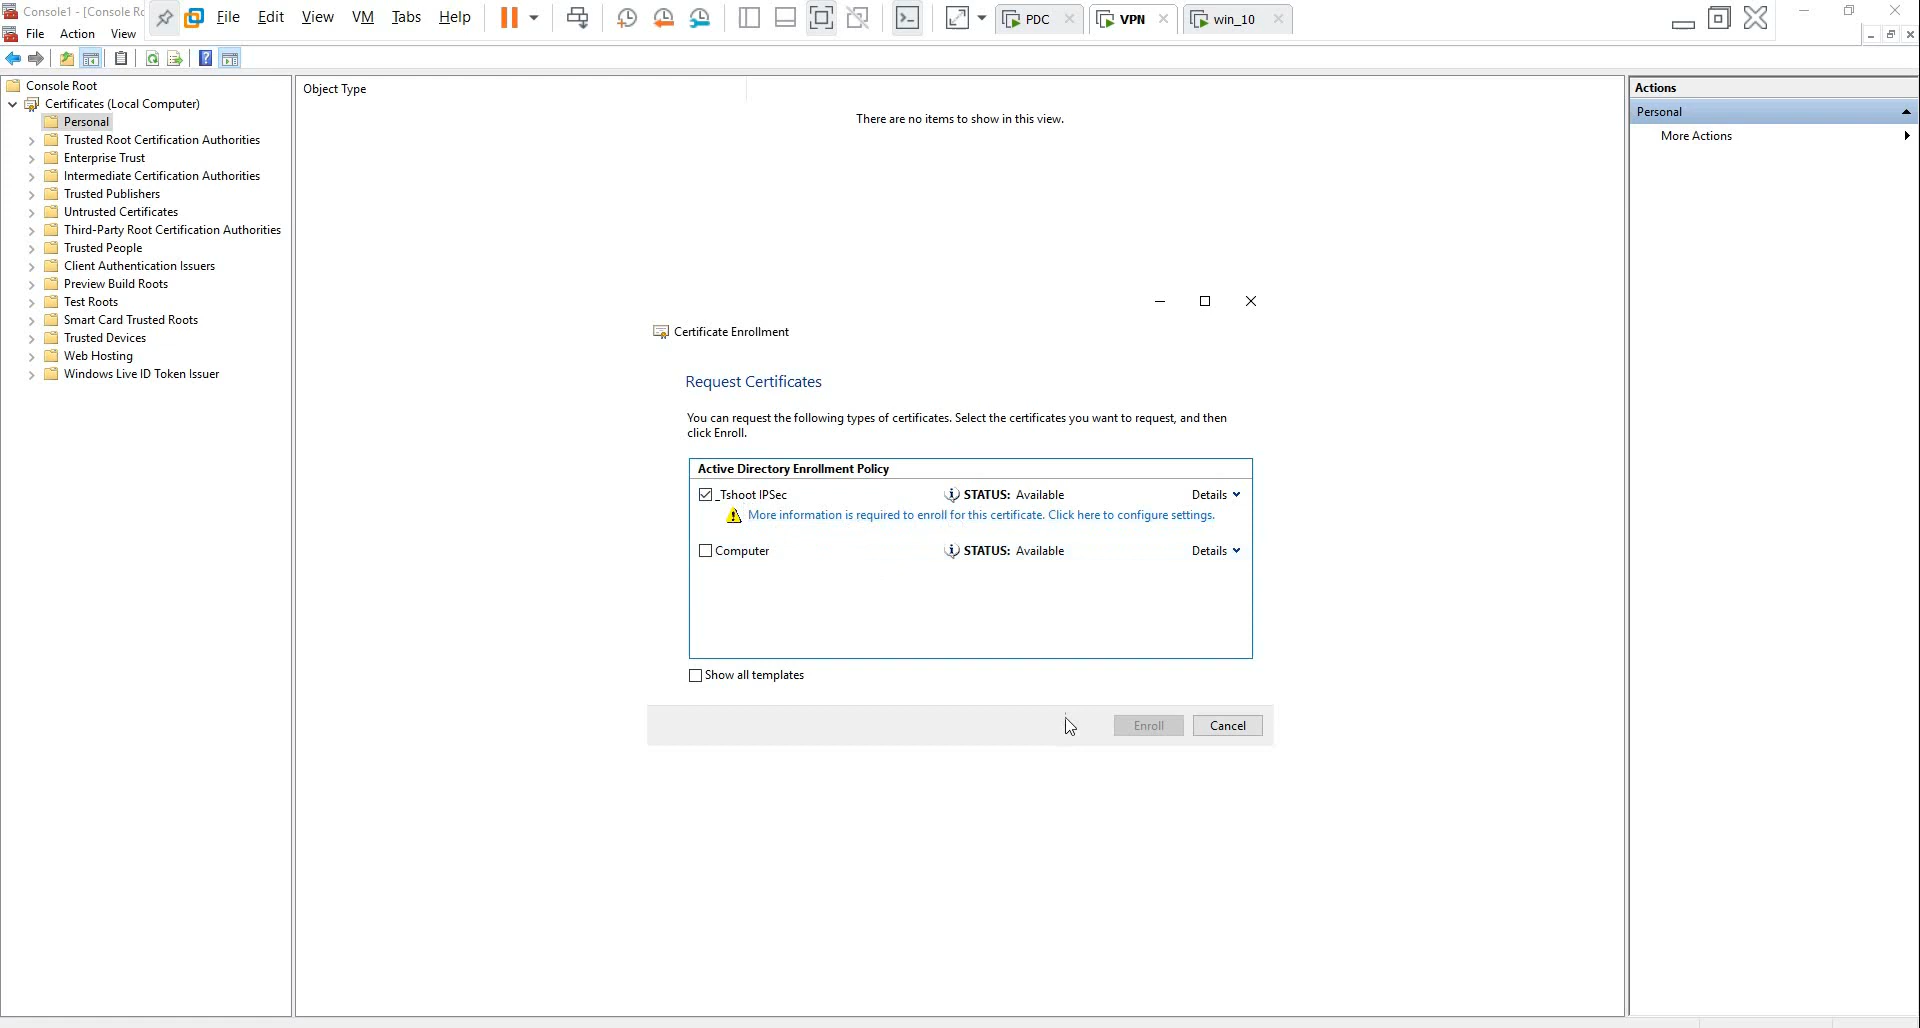 Console1 - [Console Ro
File Edit View VM Tabs Help
PDC
VPN
win_10
File Action View
Console Root
Certificates (Local Computer)
Personal
Trusted Root Certification Authorities
Enterprise Trust
Intermediate Certification Authorities
Trusted Publishers
Untrusted Certificates
Third-Party Root Certification Authorities
Trusted People
Client Authentication Issuers
Preview Build Roots
Test Roots
Smart Card Trusted Roots
Trusted Devices
Web Hosting
Windows Live ID Token Issuer
Object Type
There are no items to show in this view.
Certificate Enrollment
Request Certificates
You can request the following types of certificates. Select the certificates you want to request, and then
click Enroll.
Active Directory Enrollment Policy
_Tshoot IPSec STATUS: Available Details
More information is required to enroll for this certificate. Click here to configure settings.
Computer STATUS: Available Details
Show all templates
Enroll Cancel
Actions
Personal
More Actions